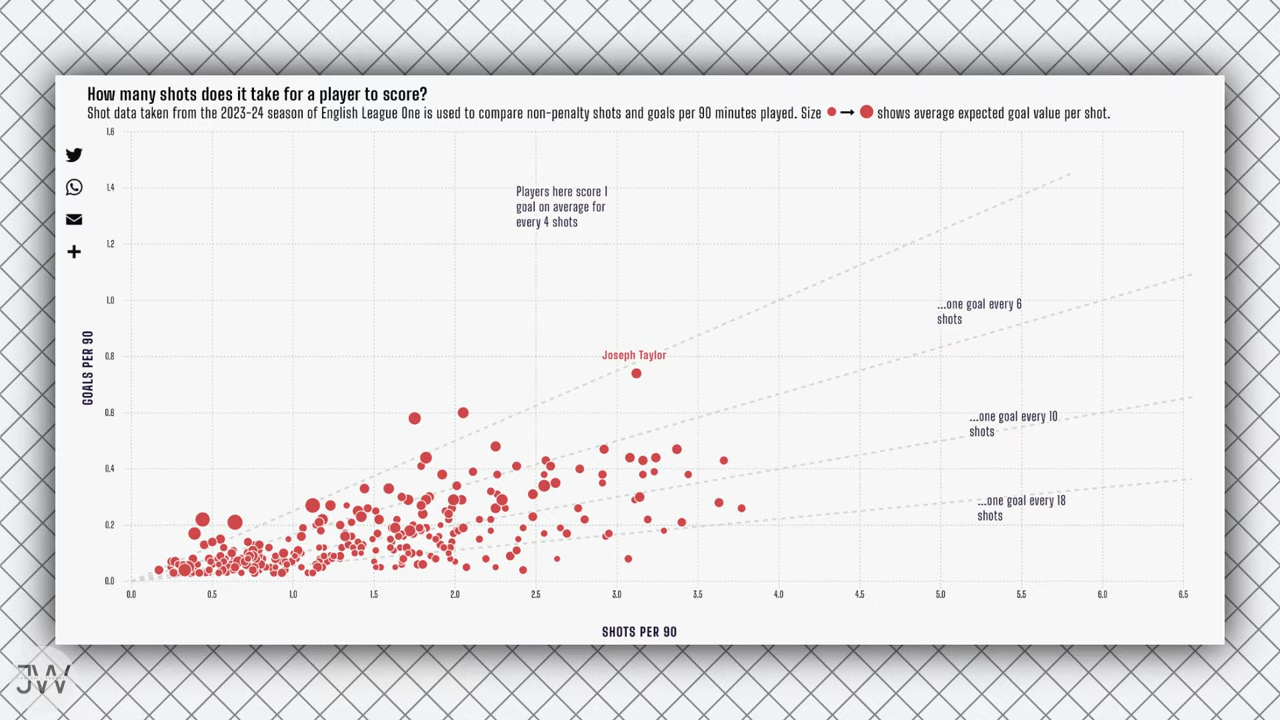 How many shots does it take for a player to score?
Shot data taken from the 2023-24 season of English League One is used to compare non-penalty shots and goals per 90 minutes played. Size → shows average expected goal value per shot.
1.6
1.4
1.2
1.0
0.8
0.6
0.4
0.2
0.0
GOALS PER 90
Players here score 1
goal on average for
every 4 shots
...one goal every 6
shots
Joseph Taylor
...one goal every 10
shots
...one goal every 18
shots
0.0 0.5 1.0 1.5 2.0 2.5 3.0 3.5 4.0 4.5 5.0 5.5 6.0 6.5
SHOTS PER 90
JW